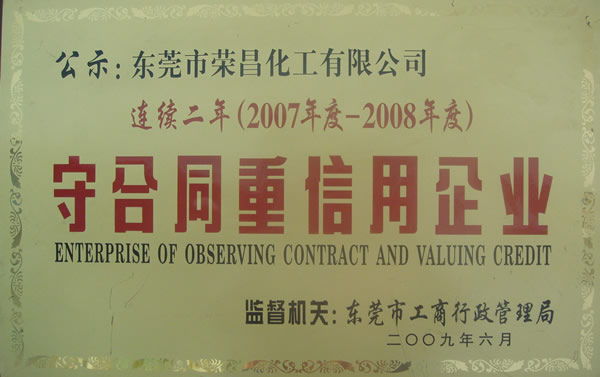 公示：东莞市荣昌化工有限公司
连续二年（2007年度-2008年度）
守合同重信用企业
ENTERPRISE OF OBSERVING CONTRACT AND VALUING CREDIT
监督机关：东莞市工商行政管理局
二〇〇九年六月